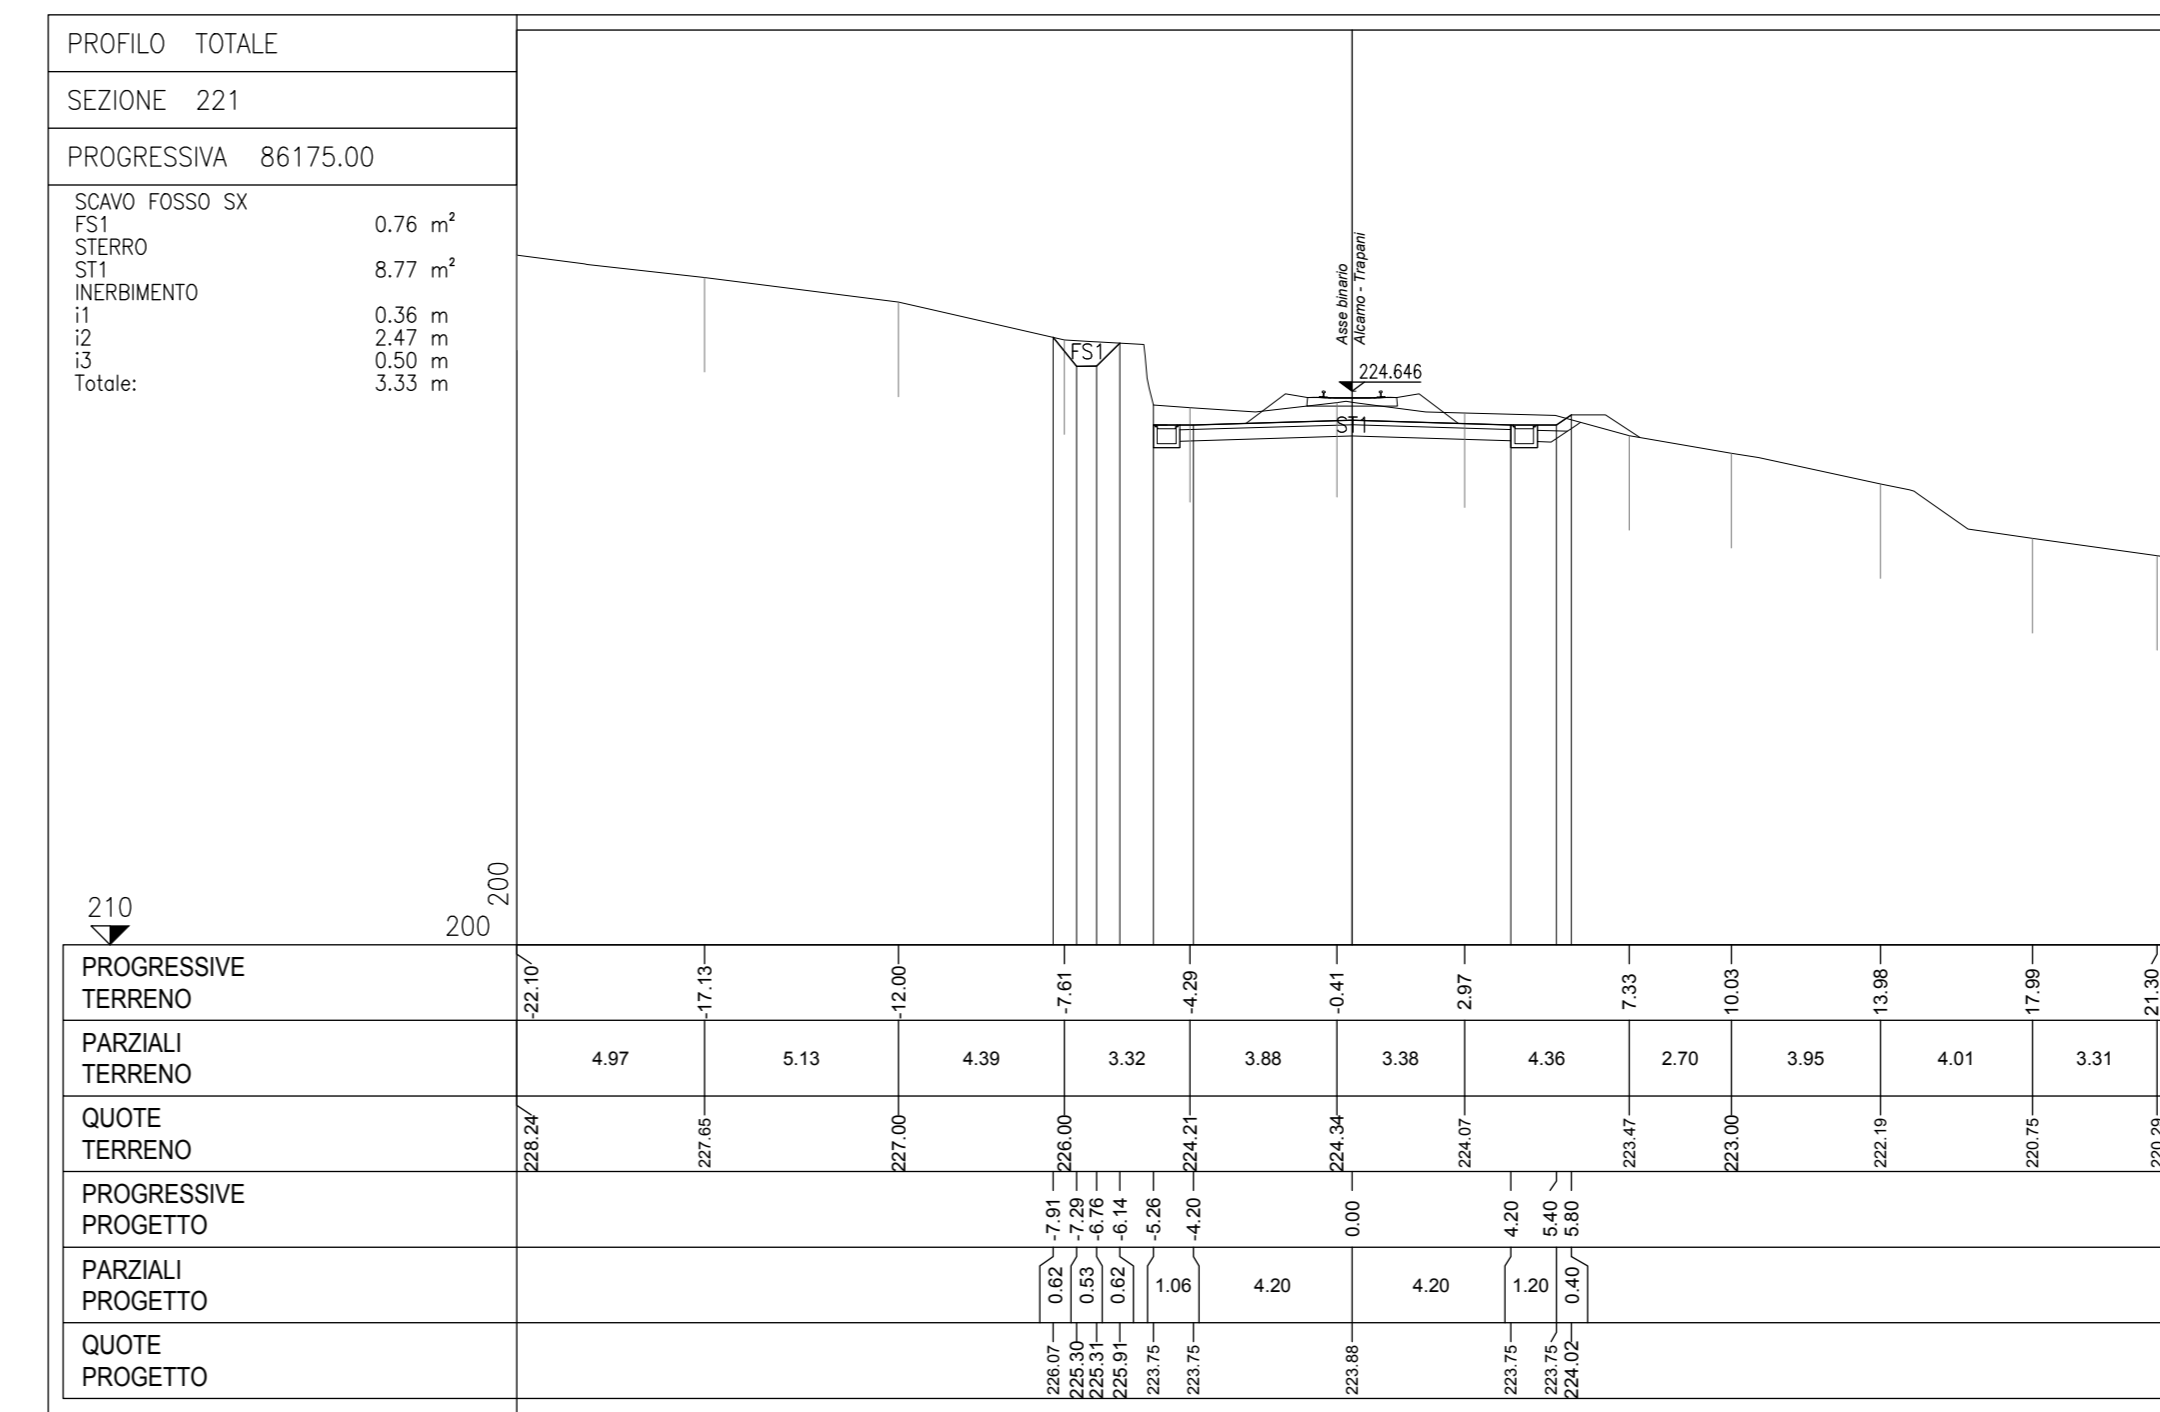 PROFILO TOTALE
SEZIONE 221
PROGRESSIVA 86175.00
SCAVO FOSSO SX
FS1 0.76 m²
STERRO
ST1 8.77 m²
INERBIMENTO
i1 0.36 m
i2 2.47 m
i3 0.50 m
Totale: 3.33 m
Asse binario
Alcamo - Trapani
224.646
FS1
ST1
210
200
200
PROGRESSIVE
TERRENO
-22.10 -17.13 -12.00 -7.61 -4.29 -0.41 2.97 7.33 10.03 13.98 17.99 21.30
PARZIALI
TERRENO
4.97 5.13 4.39 3.32 3.88 3.38 4.36 2.70 3.95 4.01 3.31
QUOTE
TERRENO
228.24 227.65 227.00 226.00 224.21 224.34 224.07 223.47 223.00 222.19 220.75 220.29
PROGRESSIVE
PROGETTO
-7.91 -7.29 -6.76 -6.14 -5.26 -4.20 0.00 4.20 5.40 5.80
PARZIALI
PROGETTO
0.62 0.53 0.62 1.06 4.20 4.20 1.20 0.40
QUOTE
PROGETTO
226.07 225.30 225.31 225.91 223.75 223.75 223.88 223.75 223.75 224.02